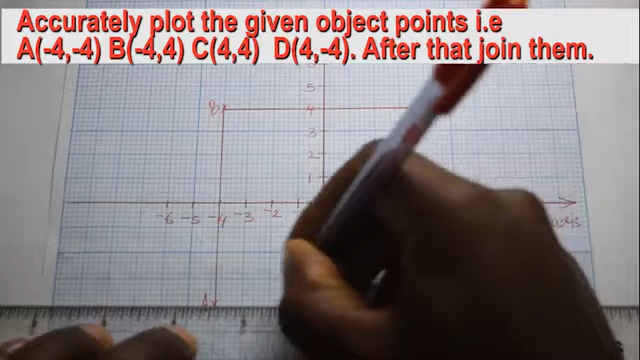 Accurately plot the given object points i.e
A(-4,-4) B(-4,4) C(4,4) D(4,-4). After that join them.
5
B
4
3
2
1
-6 -5 -4 -3 -2
A